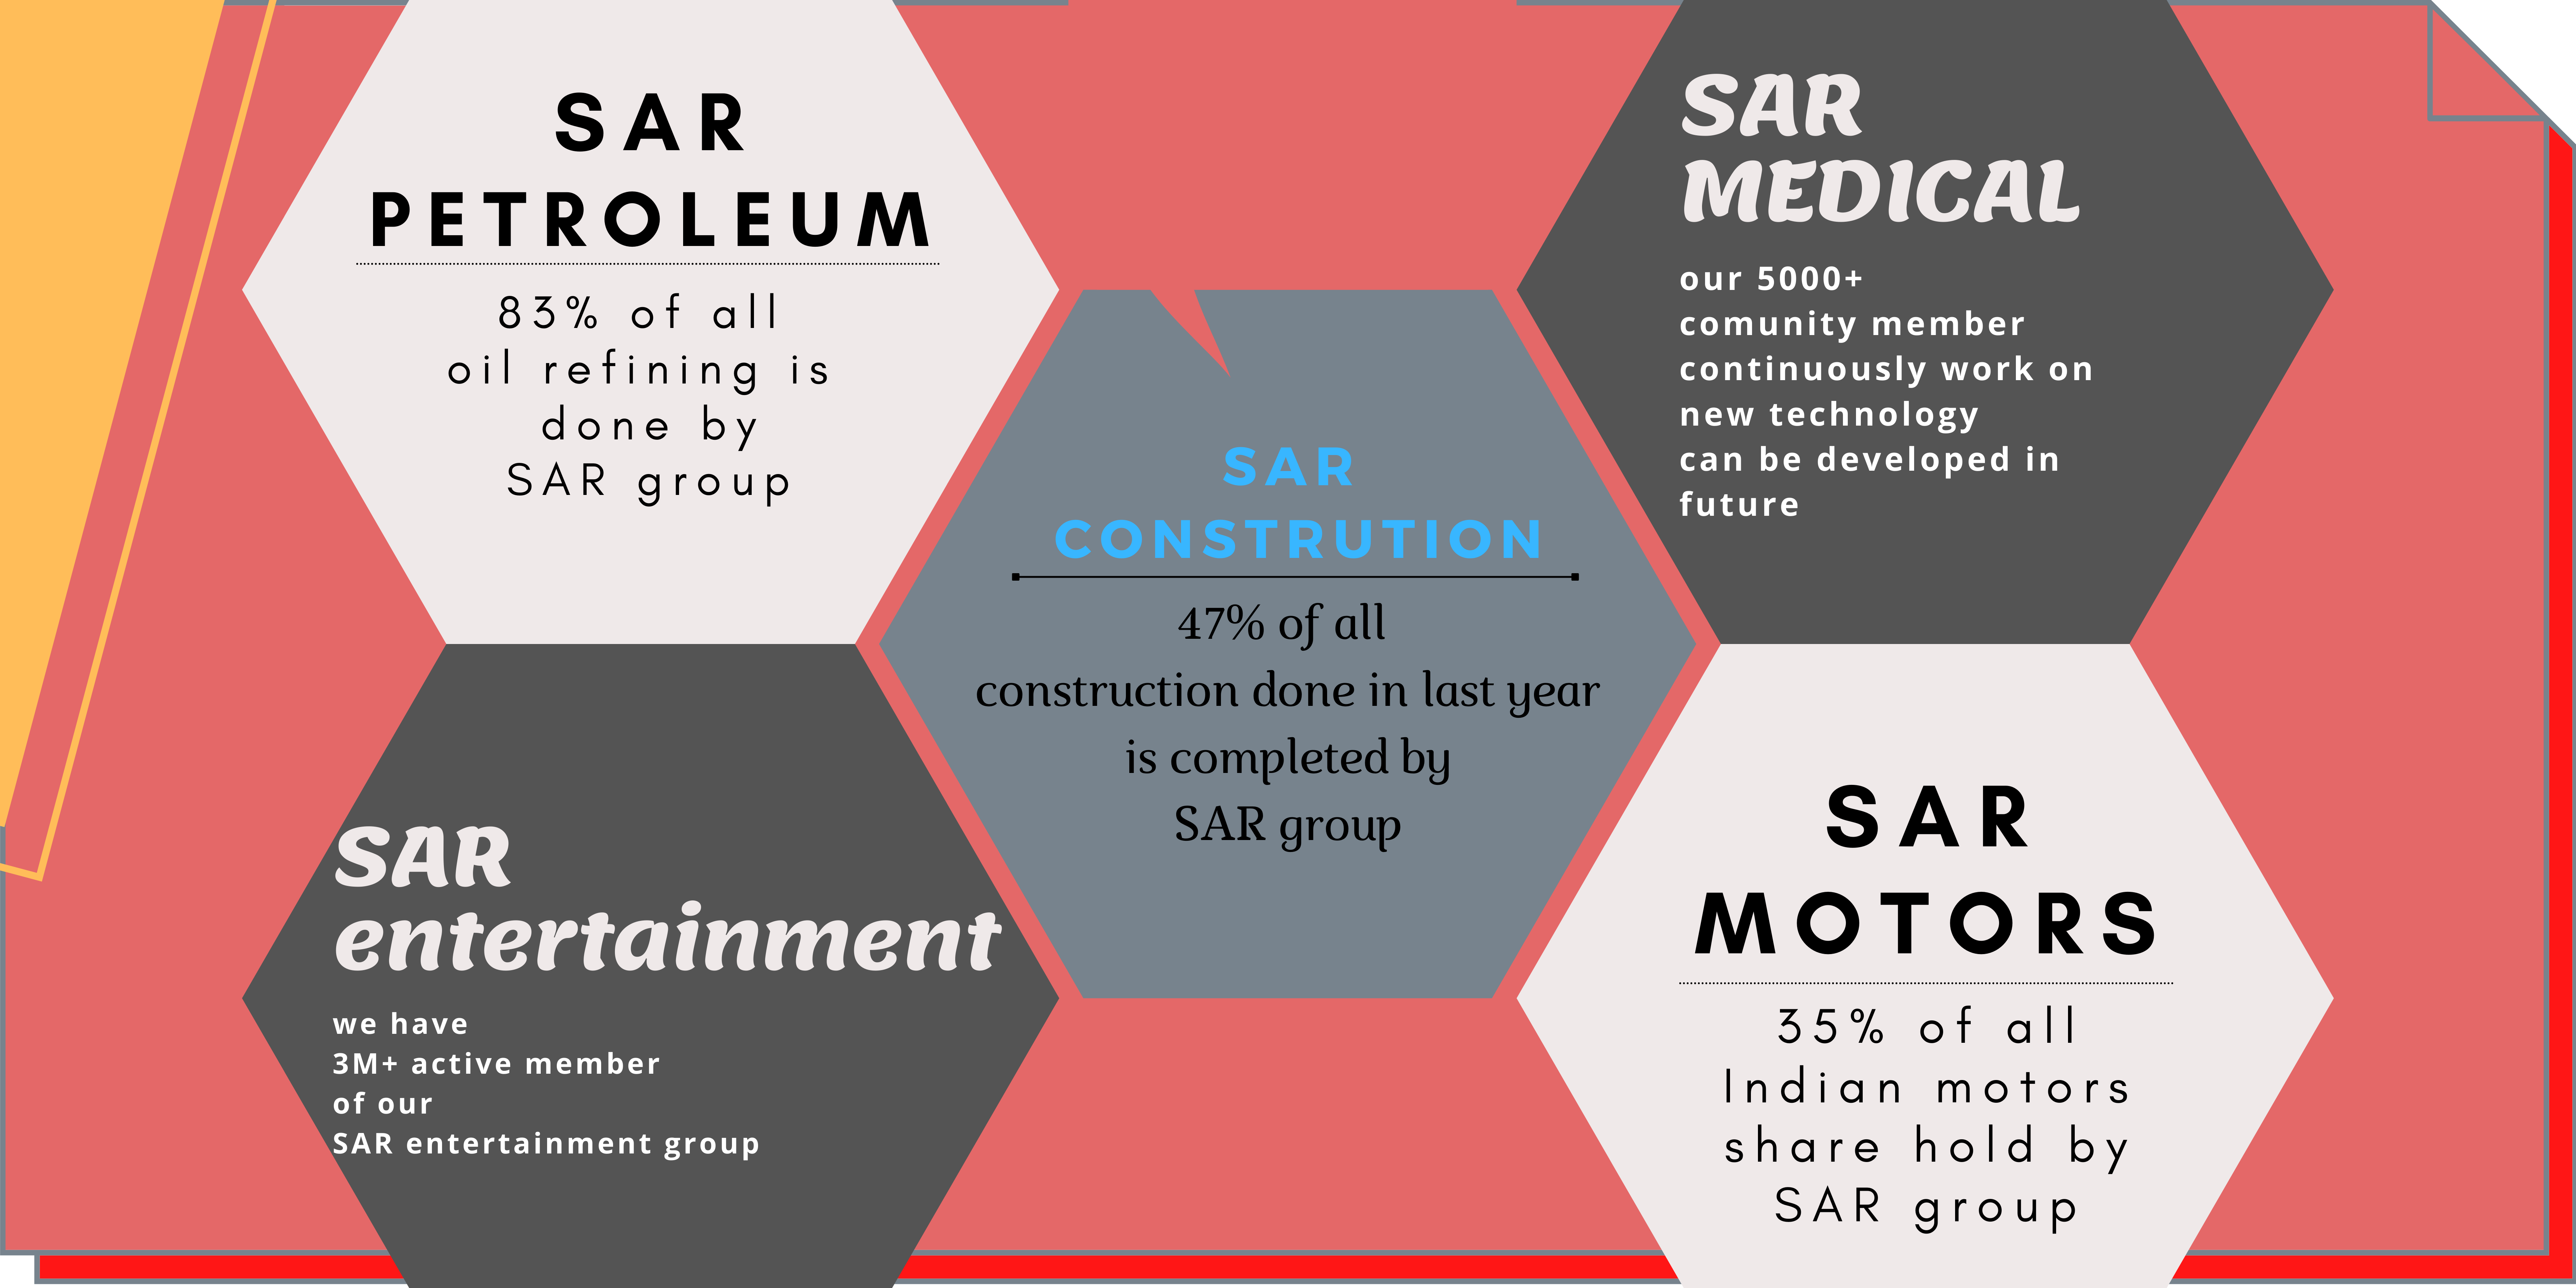 SAR
PETROLEUM
83% of all
oil refining is
done by
SAR group
SAR
MEDICAL
our 5000+
comunity member
continuously work on
new technology
can be developed in
future
SAR
CONSTRUTION
47% of all
construction done in last year
is completed by
SAR group
SAR
entertainment
we have
3M+ active member
of our
SAR entertainment group
SAR
MOTORS
35% of all
Indian motors
share hold by
SAR group